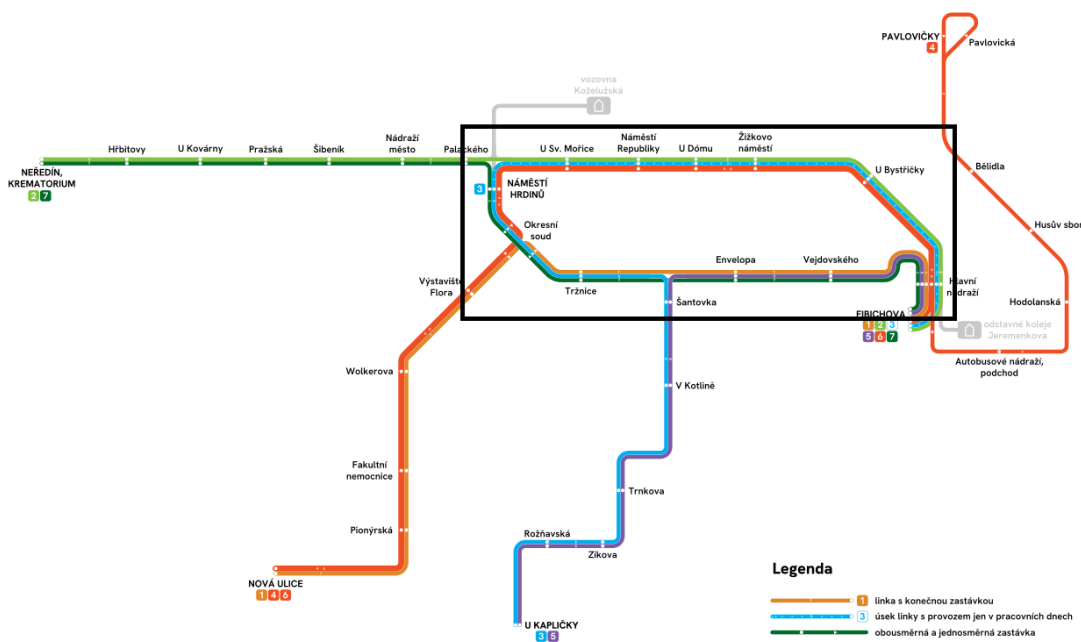 PAVLOVIČKY
4
Pavlovická
vozovna
Koželužská
Hřbitovy
U Kovárny
Pražská
Šibeník
Nádraží
město
Palackého
U Sv. Mořice
Náměstí
Republiky
U Dómu
Žižkovo
náměstí
U Bystřičky
Bělidla
NEŘEDÍN,
KREMATORIUM
2 7
3
NÁMĚSTÍ
HRDINŮ
Okresní
soud
Husův sbor
Výstaviště
Flora
Tržnice
Envelopa
Vejdovského
Hlavní
nádraží
Šantovka
Hodolanská
FIBICHOVA
1 2 3
5 6 7
odstavné koleje
Jeremenkova
Autobusové nádraží,
podchod
Wolkerova
V Kotlině
Fakultní
nemocnice
Trnkova
Pionýrská
Rožňavská
Zikova
NOVÁ ULICE
1 4 6
U KAPLIČKY
3 5
Legenda
1 linka s konečnou zastávkou
3 úsek linky s provozem jen v pracovních dnech
obousměrná a jednosměrná zastávka